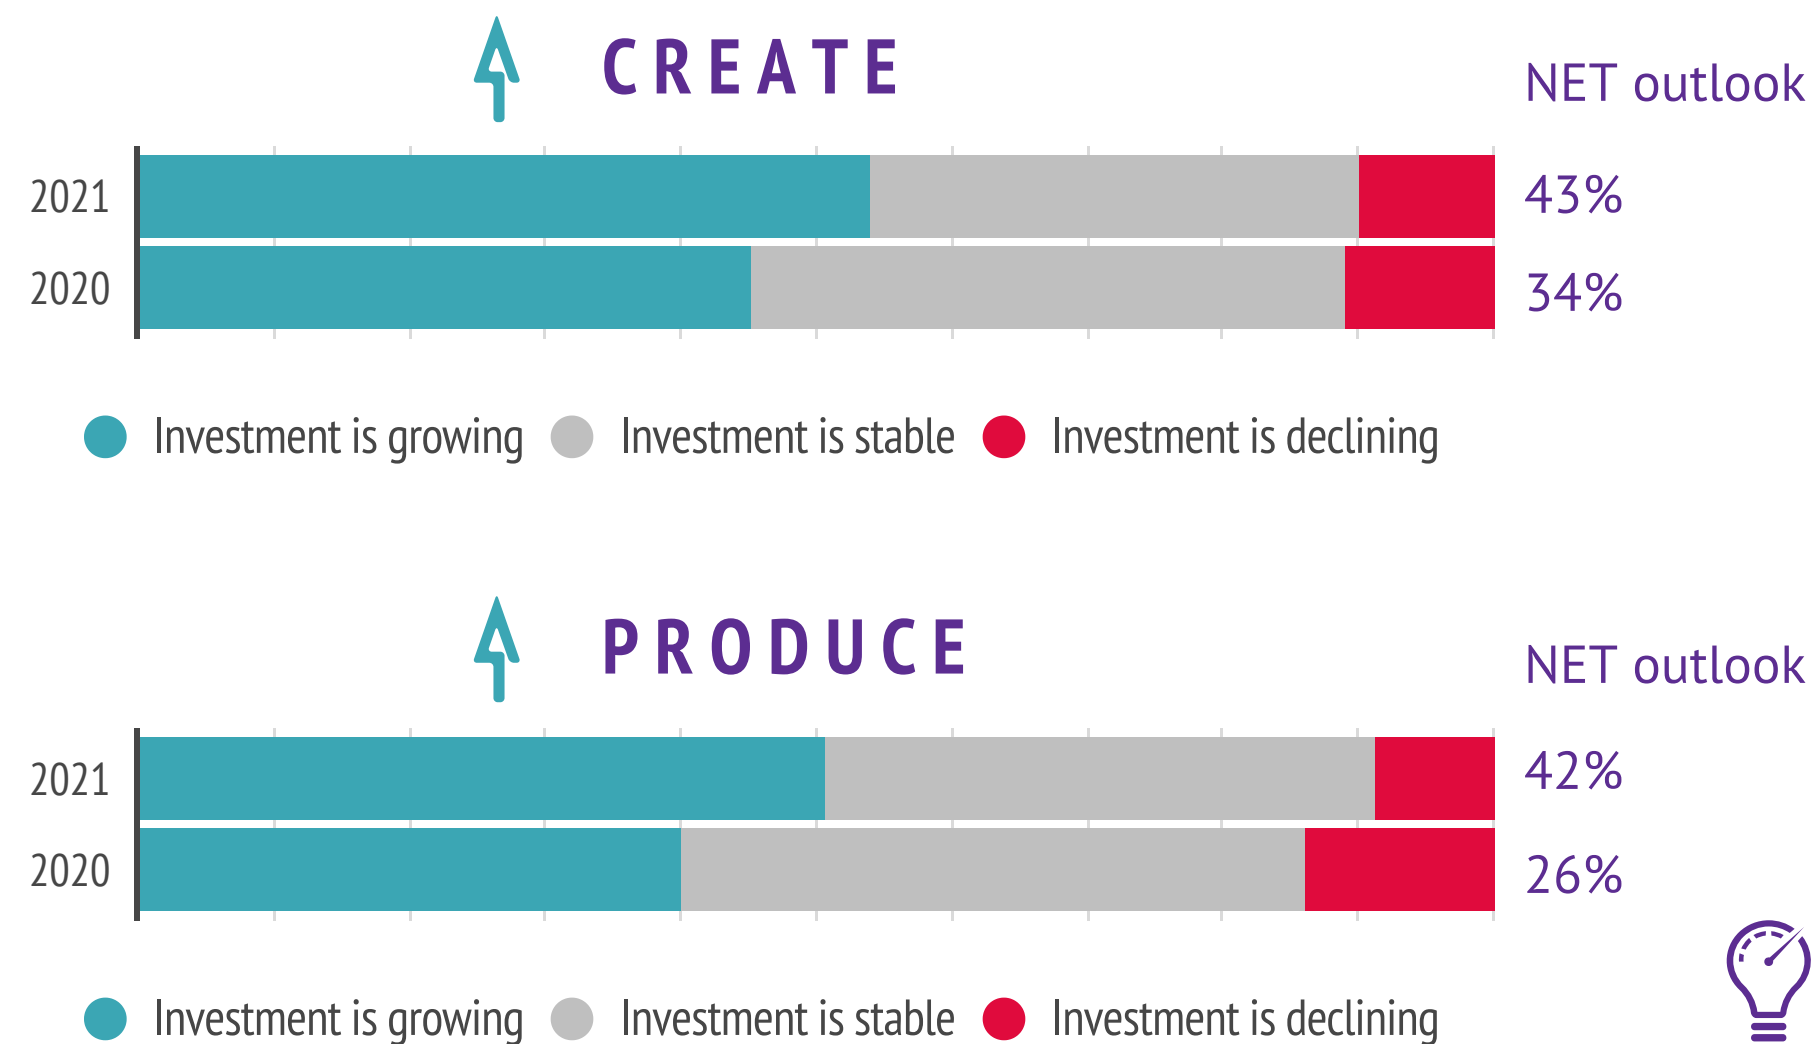 CREATE
NET outlook
2021
43%
2020
34%
Investment is growing Investment is stable Investment is declining
PRODUCE
NET outlook
2021
42%
2020
26%
Investment is growing Investment is stable Investment is declining